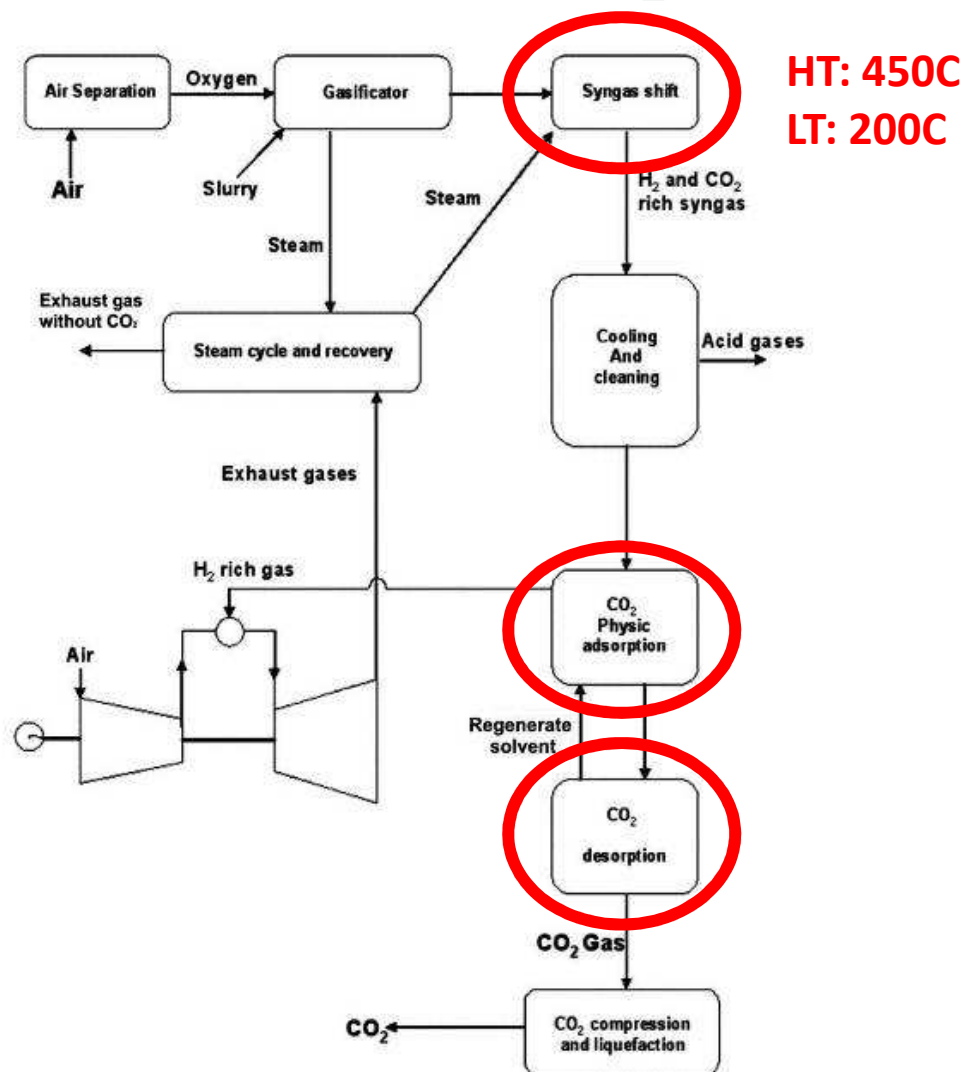 HT: 450C
LT: 200C
Air Separation
Oxygen
Gasificator
Syngas shift
Air
Slurry
Steam
Steam
H₂ and CO₂
rich syngas
Exhaust gas
without CO₂
Steam cycle and recovery
Cooling
And
cleaning
Acid gases
Exhaust gases
H₂ rich gas
CO₂
Physic
adsorption
Air
Regenerate
solvent
CO₂
desorption
CO₂ Gas
CO₂
CO₂ compression
and liquefaction